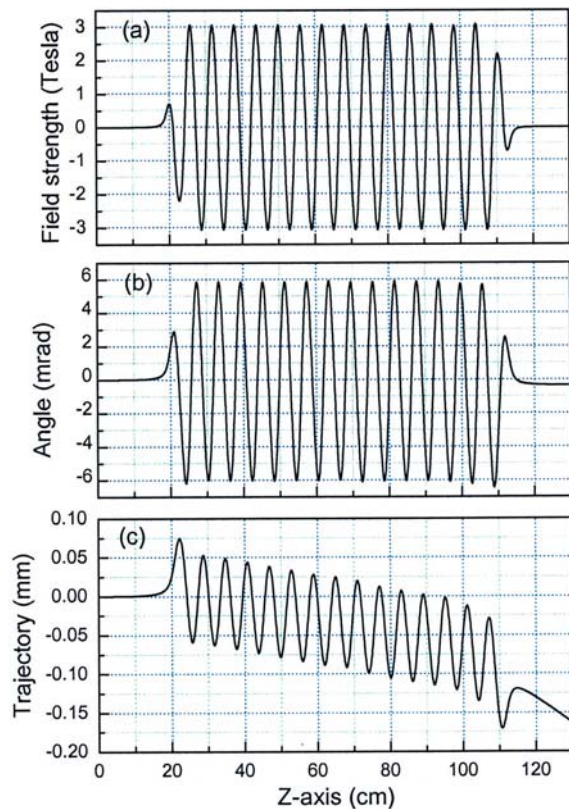 (a)
Field strength (Tesla)
3
2
1
0
-1
-2
-3
(b)
Angle (mrad)
6
4
2
0
-2
-4
-6
(c)
Trajectory (mm)
0.10
0.05
0.00
-0.05
-0.10
-0.15
-0.20
0 20 40 60 80 100 120
Z-axis (cm)